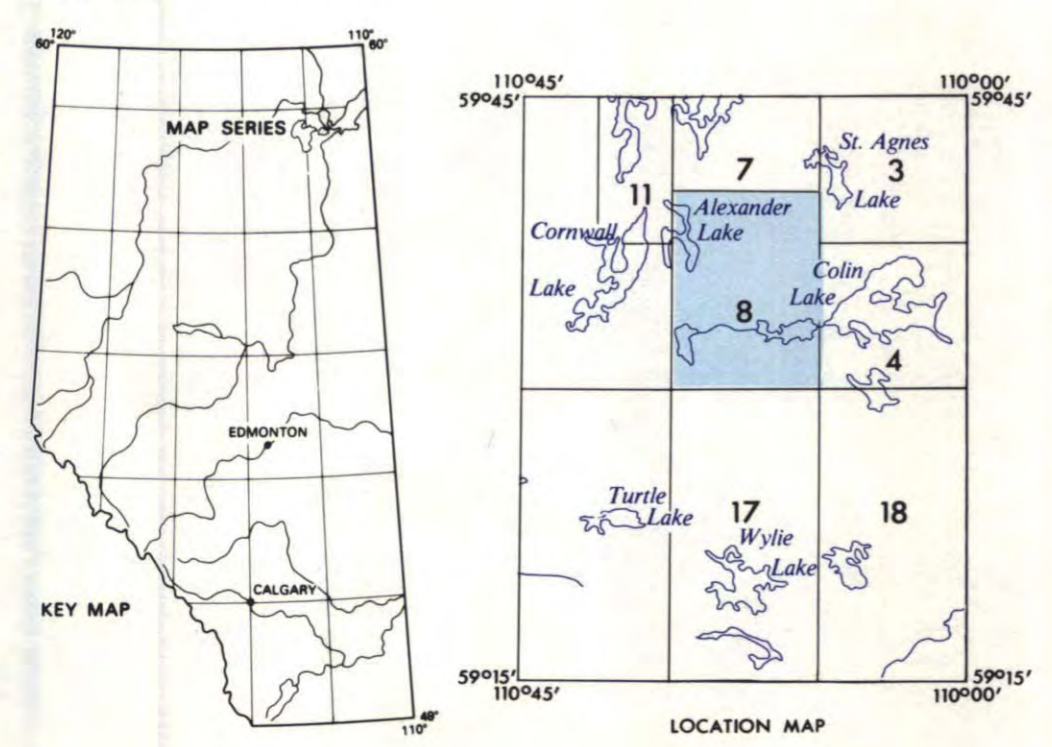 120°
60°
110°
60°
MAP SERIES
EDMONTON
CALGARY
KEY MAP
48°
110°
110°45′
59°45′
110°00′
59°45′
St. Agnes
Lake
3
7
11
Alexander
Lake
Cornwall
Lake
Colin
Lake
8
4
Turtle
Lake
17
18
Wylie
Lake
59°15′
110°45′
59°15′
110°00′
LOCATION MAP